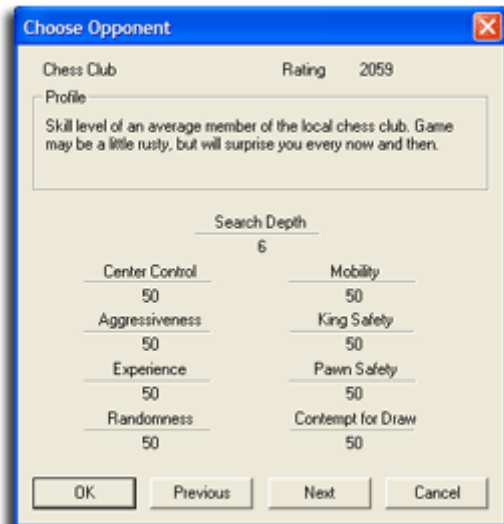 Choose Opponent
Chess Club Rating 2059
Profile
Skill level of an average member of the local chess club. Game
may be a little rusty, but will surprise you every now and then.
Search Depth
6
Center Control Mobility
50 50
Aggressiveness King Safety
50 50
Experience Pawn Safety
50 50
Randomness Contempt for Draw
50 50
OK Previous Next Cancel